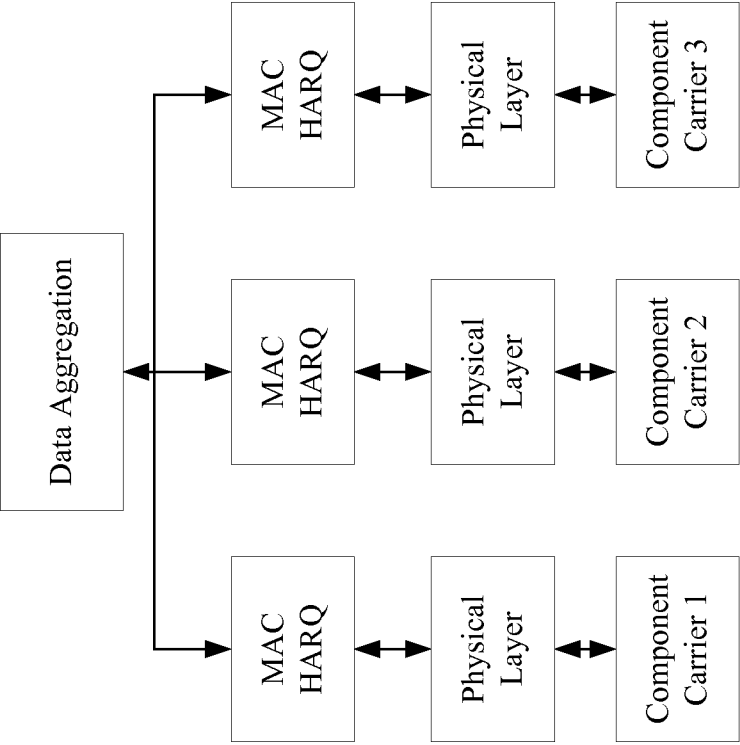 Data Aggregation
MAC
HARQ
MAC
HARQ
MAC
HARQ
Physical
Layer
Physical
Layer
Physical
Layer
Component
Carrier 1
Component
Carrier 2
Component
Carrier 3